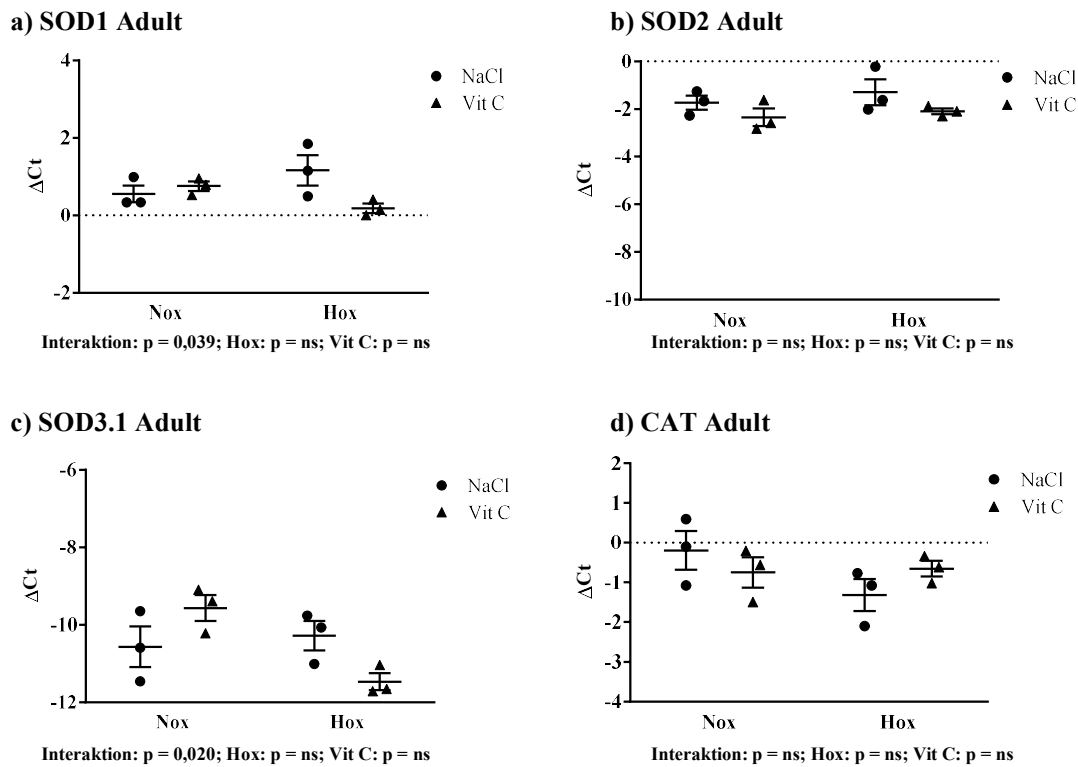 a) SOD1 Adult
4
2
0
-2
ΔCt
NaCl
Vit C
Nox
Hox
Interaktion: p = 0,039; Hox: p = ns; Vit C: p = ns
b) SOD2 Adult
0
-2
-4
-6
-8
-10
ΔCt
NaCl
Vit C
Nox
Hox
Interaktion: p = ns; Hox: p = ns; Vit C: p = ns
c) SOD3.1 Adult
-6
-8
-10
-12
ΔCt
NaCl
Vit C
Nox
Hox
Interaktion: p = 0,020; Hox: p = ns; Vit C: p = ns
d) CAT Adult
2
1
0
-1
-2
-3
-4
ΔCt
NaCl
Vit C
Nox
Hox
Interaktion: p = ns; Hox: p = ns; Vit C: p = ns